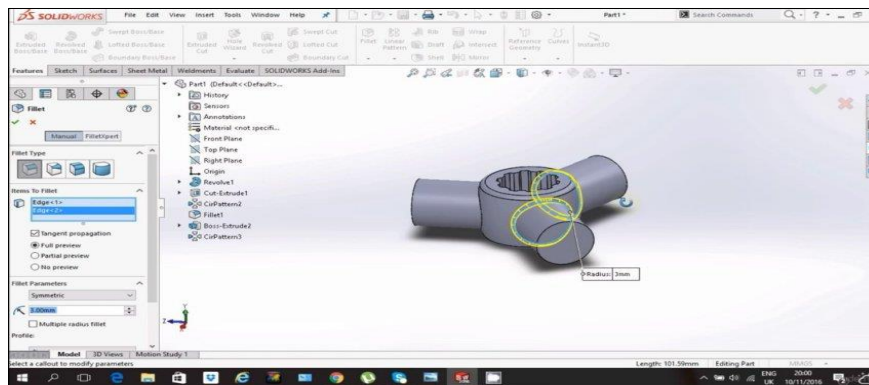 SOLIDWORKS File Edit View Insert Tools Window Help Part1 * Search Commands
Extruded Boss/Base Revolved Boss/Base Swept Boss/Base Lofted Boss/Base Boundary Boss/Base Extruded Cut Hole Wizard Revolved Cut Swept Cut Lofted Cut Boundary Cut Fillet Linear Pattern Rib Draft Shell Wrap Intersect Mirror Reference Geometry Curves Instant3D
Features Sketch Surfaces Sheet Metal Weldments Evaluate SOLIDWORKS Add-Ins
Part1 (Default<<Default>...
History
Sensors
Annotations
Material <not specifi...
Front Plane
Top Plane
Right Plane
Origin
Revolve1
Cut-Extrude1
CirPattern2
Fillet1
Boss-Extrude2
CirPattern3
Fillet
Manual FilletXpert
Fillet Type
Items To Fillet
Edge<1>
Edge<2>
Tangent propagation
Full preview
Partial preview
No preview
Fillet Parameters
Symmetric
3.00mm
Multiple radius fillet
Profile:
Radius: 3mm
Model 3D Views Motion Study 1
Select a callout to modify parameters Length: 101.59mm Editing Part MMGS
ENG
UK
20:00
10/11/2016